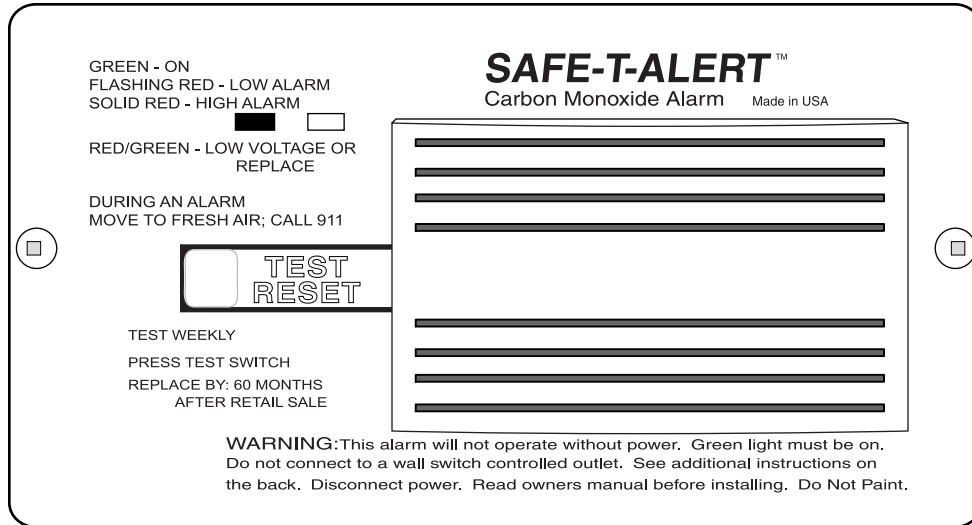 GREEN - ON
FLASHING RED - LOW ALARM
SOLID RED - HIGH ALARM
RED/GREEN - LOW VOLTAGE OR
REPLACE
DURING AN ALARM
MOVE TO FRESH AIR; CALL 911
SAFE-T-ALERT™
Carbon Monoxide Alarm Made in USA
TEST
RESET
TEST WEEKLY
PRESS TEST SWITCH
REPLACE BY: 60 MONTHS
AFTER RETAIL SALE
WARNING:This alarm will not operate without power. Green light must be on.
Do not connect to a wall switch controlled outlet. See additional instructions on
the back. Disconnect power. Read owners manual before installing. Do Not Paint.